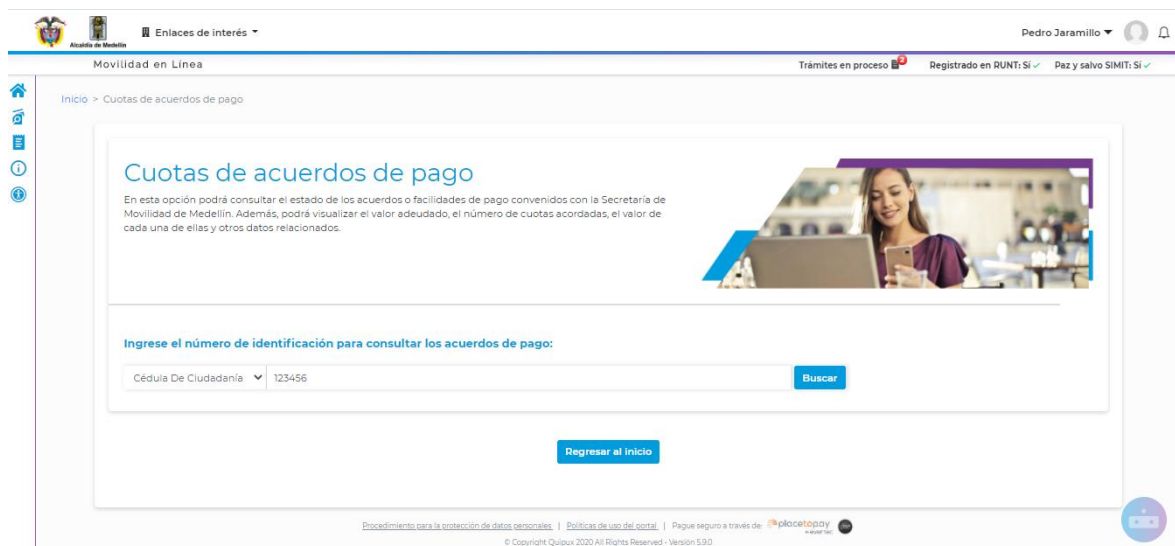 Alcaldía de Medellín
Enlaces de interés
Pedro Jaramillo
Movilidad en Línea
Trámites en proceso 2
Registrado en RUNT: Sí
Paz y salvo SIMIT: Sí
Inicio > Cuotas de acuerdos de pago
Cuotas de acuerdos de pago
En esta opción podrá consultar el estado de los acuerdos o facilidades de pago convenidos con la Secretaría de
Movilidad de Medellín. Además, podrá visualizar el valor adeudado, el número de cuotas acordadas, el valor de
cada una de ellas y otros datos relacionados.
Ingrese el número de identificación para consultar los acuerdos de pago:
Cédula De Ciudadanía 123456 Buscar
Regresar al inicio
Procedimiento para la protección de datos personales | Políticas de uso del portal | Pague seguro a través de: placetopay
© Copyright Quipux 2020 All Rights Reserved - Versión 5.9.0